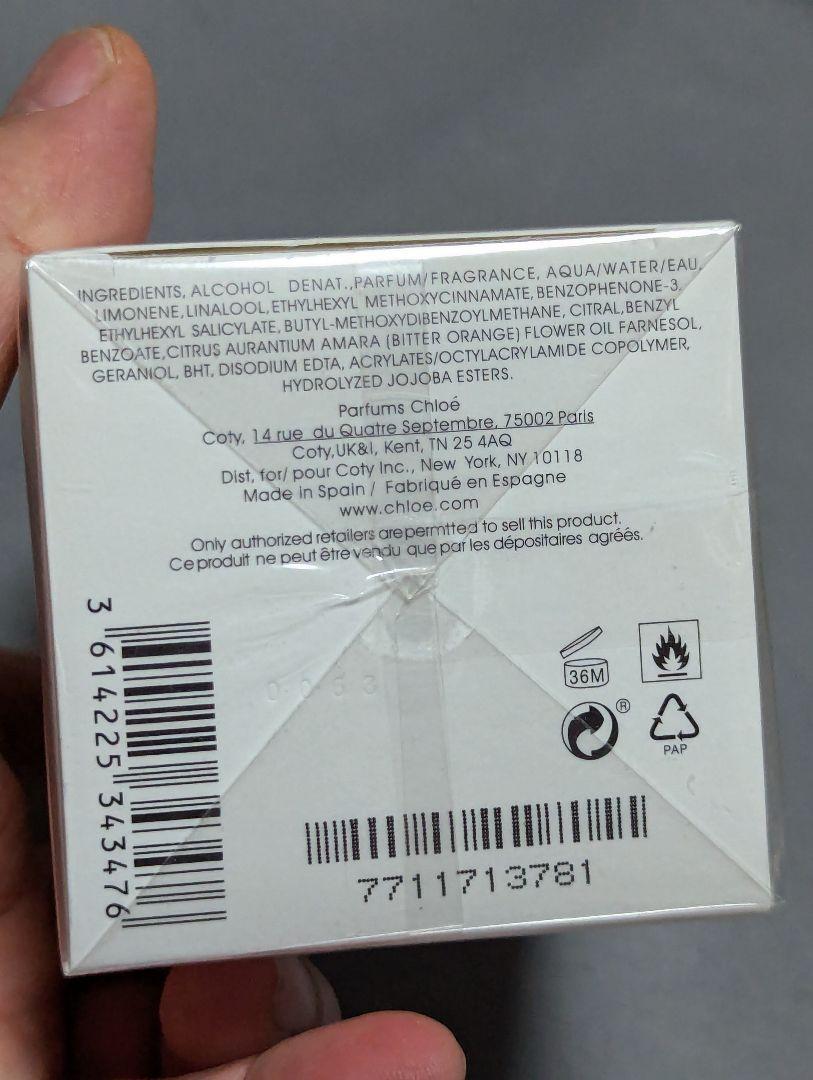 INGREDIENTS, ALCOHOL DENAT.,PARFUM/FRAGRANCE, AQUA/WATER/EAU,
LIMONENE, LINALOOL, ETHYLHEXYL METHOXYCINNAMATE, BENZOPHENONE-3,
ETHYLHEXYL SALICYLATE, BUTYL-METHOXYDIBENZOYLMETHANE, CITRAL,BENZYL
BENZOATE,CITRUS AURANTIUM AMARA (BITTER ORANGE) FLOWER OIL FARNESOL,
GERANIOL, BHT, DISODIUM EDTA, ACRYLATES/OCTYLACRYLAMIDE COPOLYMER,
HYDROLYZED JOJOBA ESTERS.
Parfums Chloé
Coty, 14 rue du Quatre Septembre, 75002 Paris
Coty,UK&I, Kent, TN 25 4AQ
Dist, for/ pour Coty Inc., New York, NY 10118
Made in Spain / Fabriqué en Espagne
www.chloe.com
Only authorized retailers are permtted to sell this product.
Ce produit ne peut être vendu que par les dépositaires agréés.
3 614225 343476
36M
®
PAP
0053
7711713781